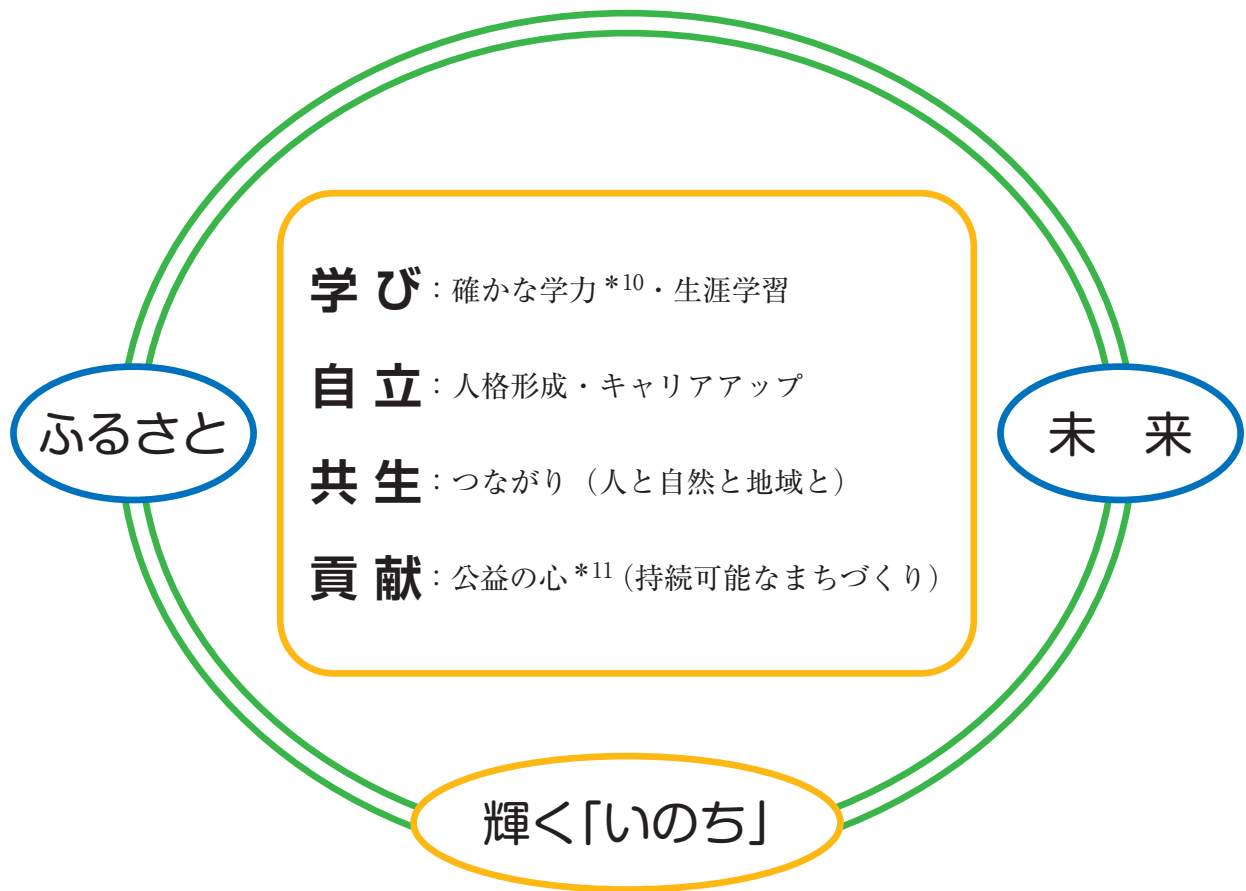 学び：確かな学力*10・生涯学習
自立：人格形成・キャリアアップ
ふるさと
未来
共生：つながり（人と自然と地域と）
貢献：公益の心*11（持続可能なまちづくり）
輝く「いのち」